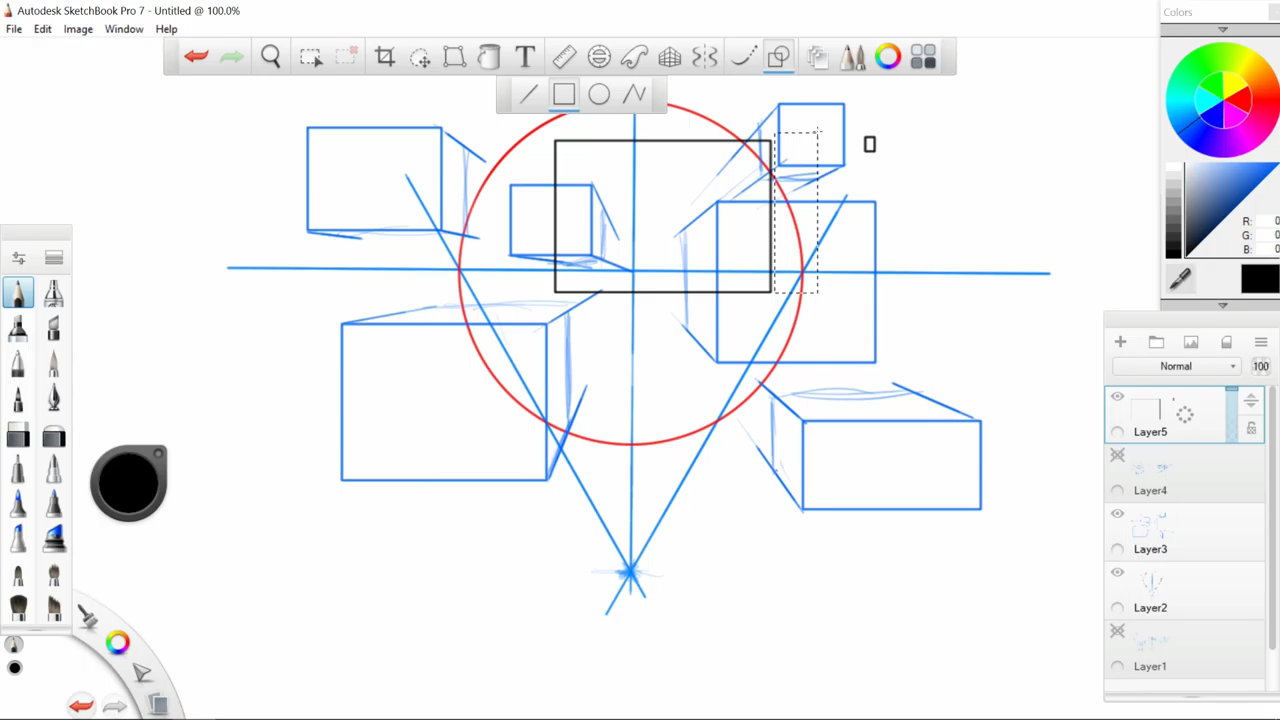 Autodesk SketchBook Pro 7 - Untitled @ 100.0%
File Edit Image Window Help
Colors
T
R: 0
G: 0
B: 0
Normal 100
Layer5
Layer4
Layer3
Layer2
Layer1